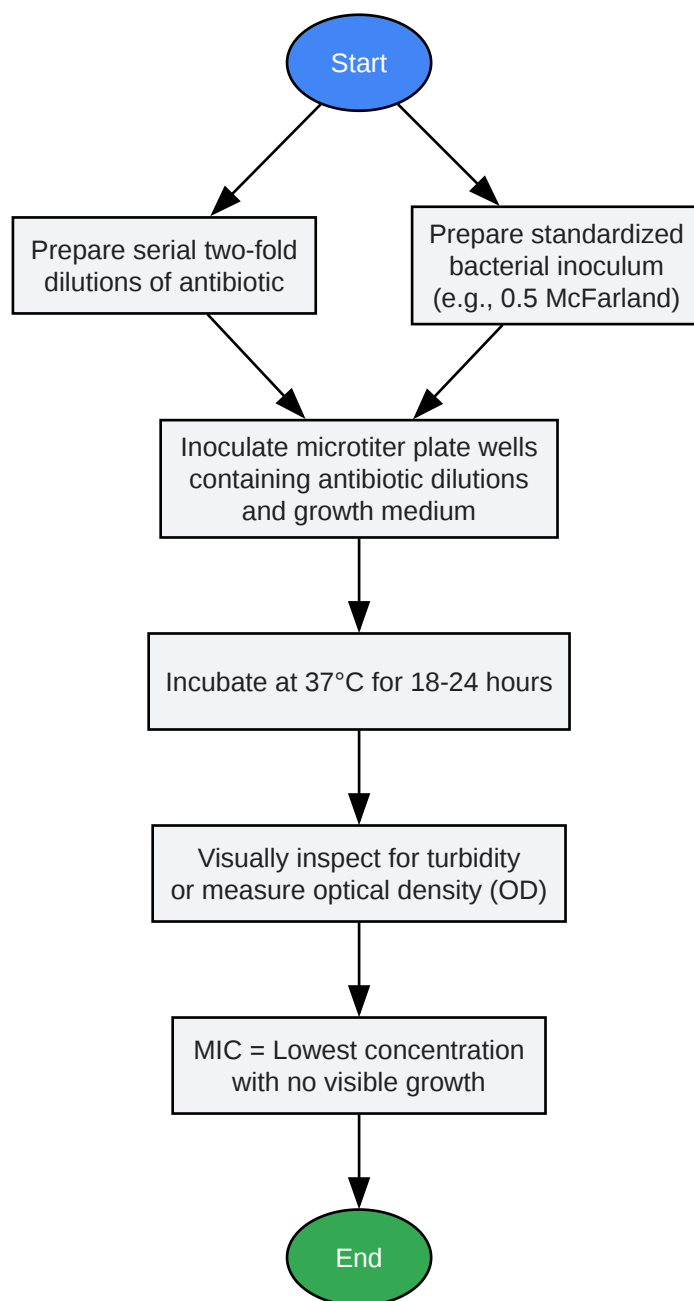 Start
Prepare serial two-fold
dilutions of antibiotic
Prepare standardized
bacterial inoculum
(e.g., 0.5 McFarland)
Inoculate microtiter plate wells
containing antibiotic dilutions
and growth medium
Incubate at 37°C for 18-24 hours
Visually inspect for turbidity
or measure optical density (OD)
MIC = Lowest concentration
with no visible growth
End